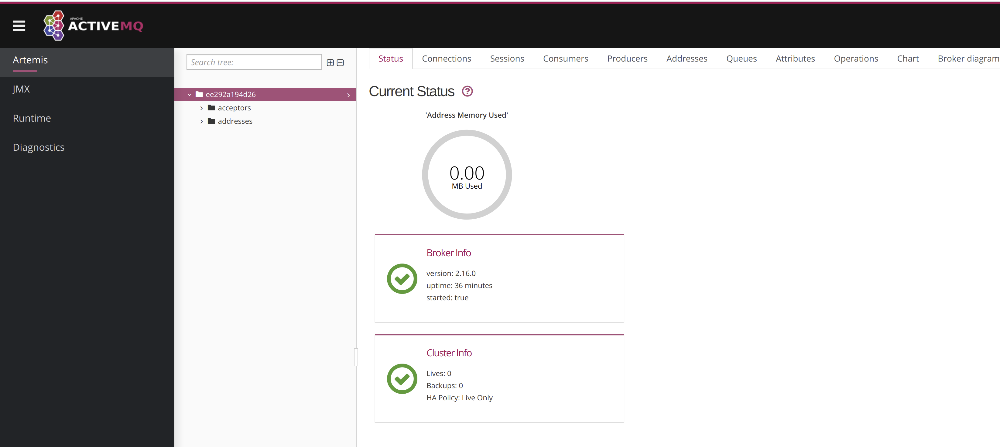 APACHE
ACTIVEMQ
Artemis
JMX
Runtime
Diagnostics
Search tree:
ee292a194d26
acceptors
addresses
Status Connections Sessions Consumers Producers Addresses Queues Attributes Operations Chart Broker diagram
Current Status
'Address Memory Used'
0.00
MB Used
Broker Info
version: 2.16.0
uptime: 36 minutes
started: true
Cluster Info
Lives: 0
Backups: 0
HA Policy: Live Only